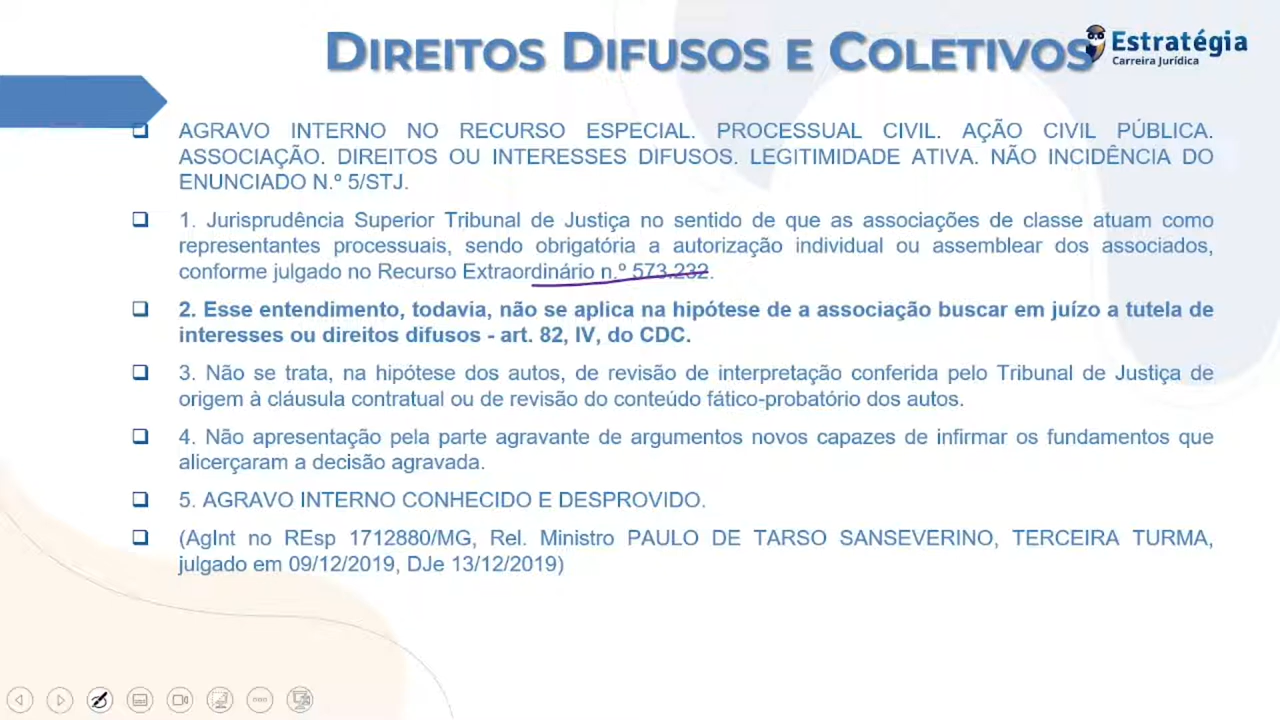 DIREITOS DIFUSOS E COLETIVOS
Estratégia
Carreira Jurídica
AGRAVO INTERNO NO RECURSO ESPECIAL. PROCESSUAL CIVIL. AÇÃO CIVIL PÚBLICA.
ASSOCIAÇÃO. DIREITOS OU INTERESSES DIFUSOS. LEGITIMIDADE ATIVA. NÃO INCIDÊNCIA DO
ENUNCIADO N.º 5/STJ.
1. Jurisprudência Superior Tribunal de Justiça no sentido de que as associações de classe atuam como
representantes processuais, sendo obrigatória a autorização individual ou assemblear dos associados,
conforme julgado no Recurso Extraordinário n.º 573.232.
2. Esse entendimento, todavia, não se aplica na hipótese de a associação buscar em juízo a tutela de
interesses ou direitos difusos - art. 82, IV, do CDC.
3. Não se trata, na hipótese dos autos, de revisão de interpretação conferida pelo Tribunal de Justiça de
origem à cláusula contratual ou de revisão do conteúdo fático-probatório dos autos.
4. Não apresentação pela parte agravante de argumentos novos capazes de infirmar os fundamentos que
alicerçaram a decisão agravada.
5. AGRAVO INTERNO CONHECIDO E DESPROVIDO.
(AgInt no REsp 1712880/MG, Rel. Ministro PAULO DE TARSO SANSEVERINO, TERCEIRA TURMA,
julgado em 09/12/2019, DJe 13/12/2019)